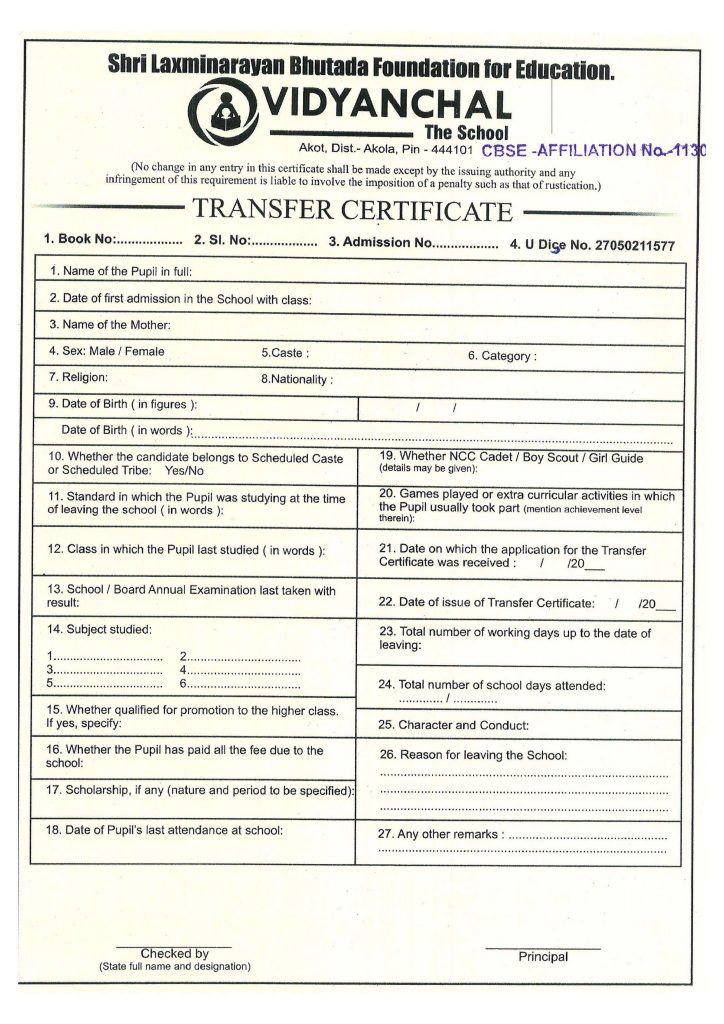 Shri Laxminarayan Bhutada Foundation for Education.
VIDYANCHAL
The School
Akot, Dist.- Akola, Pin - 444101 CBSE -AFFILIATION No.-1130
(No change in any entry in this certificate shall be made except by the issuing authority and any
infringement of this requirement is liable to involve the imposition of a penalty such as that of rustication.)
TRANSFER CERTIFICATE
1. Book No:.................. 2. Sl. No:.................. 3. Admission No.................. 4. U Dise No. 27050211577
1. Name of the Pupil in full:
2. Date of first admission in the School with class:
3. Name of the Mother:
4. Sex: Male / Female 5.Caste : 6. Category :
7. Religion: 8.Nationality :
9. Date of Birth ( in figures ): / /
Date of Birth ( in words ):..............................................................
10. Whether the candidate belongs to Scheduled Caste
or Scheduled Tribe: Yes/No
11. Standard in which the Pupil was studying at the time
of leaving the school ( in words ):
12. Class in which the Pupil last studied ( in words ):
13. School / Board Annual Examination last taken with
result:
14. Subject studied:
1.............................. 2..............................
3.............................. 4..............................
5.............................. 6..............................
15. Whether qualified for promotion to the higher class.
If yes, specify:
16. Whether the Pupil has paid all the fee due to the
school:
17. Scholarship, if any (nature and period to be specified):
18. Date of Pupil's last attendance at school:
19. Whether NCC Cadet / Boy Scout / Girl Guide
(details may be given):
20. Games played or extra curricular activities in which
the Pupil usually took part (mention achievement level
therein):
21. Date on which the application for the Transfer
Certificate was received : / /20___
22. Date of issue of Transfer Certificate: / /20___
23. Total number of working days up to the date of
leaving:
24. Total number of school days attended:
............ / .............
25. Character and Conduct:
26. Reason for leaving the School:
27. Any other remarks : ........................................
Checked by
(State full name and designation)
Principal